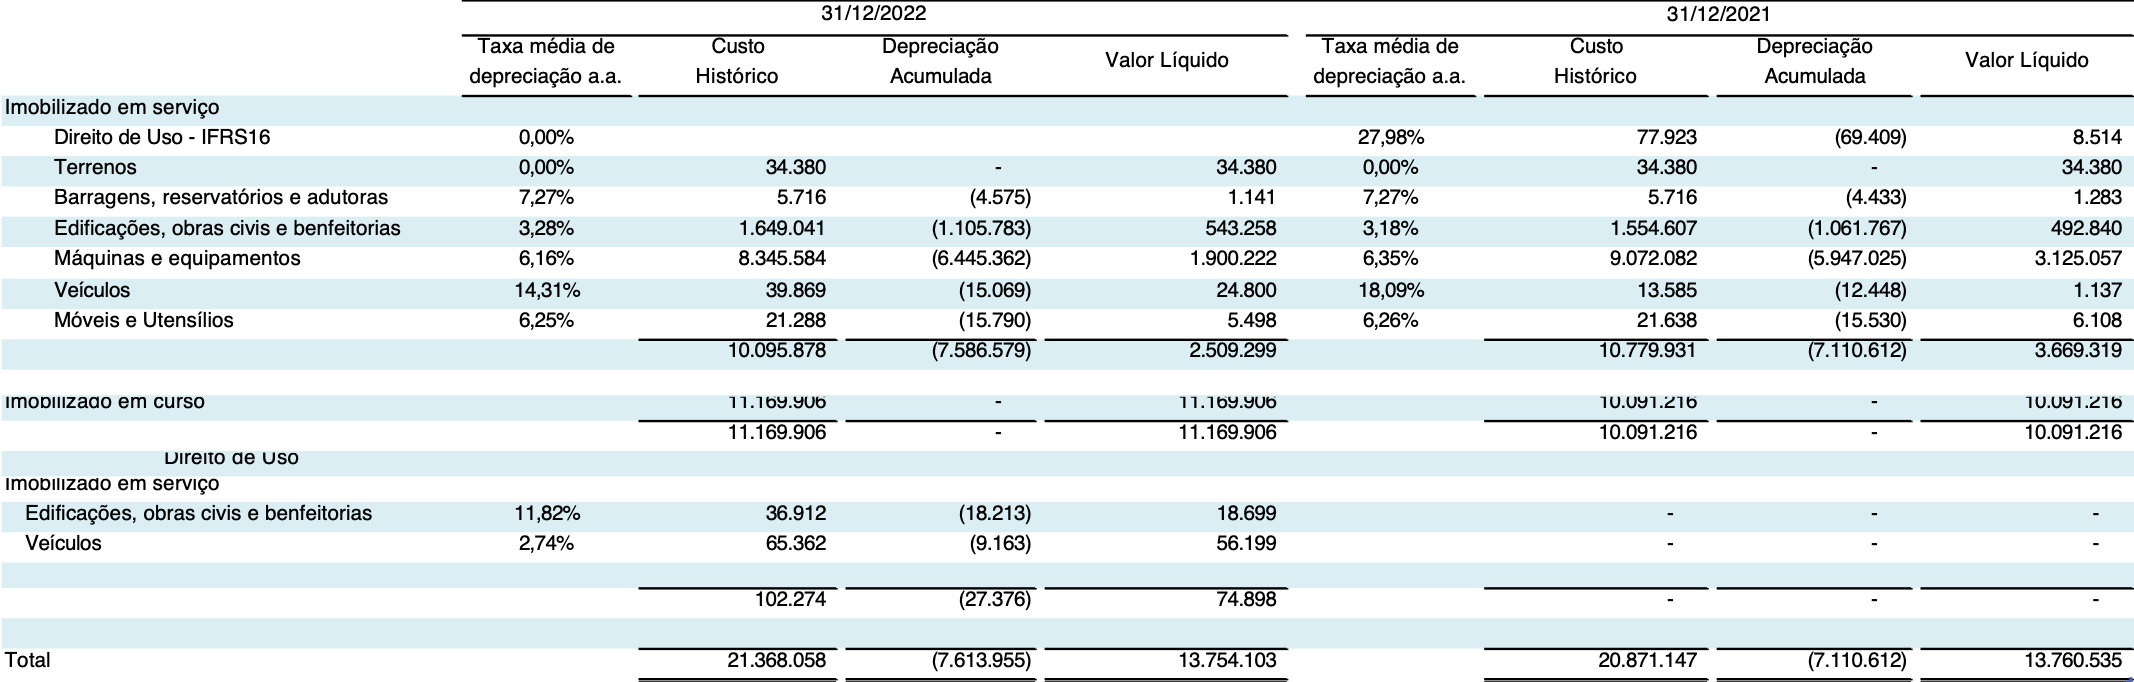 31/12/2022 31/12/2021
Taxa média de depreciação a.a. Custo Histórico Depreciação Acumulada Valor Líquido Taxa média de depreciação a.a. Custo Histórico Depreciação Acumulada Valor Líquido
Imobilizado em serviço
Direito de Uso - IFRS16 0,00% 27,98% 77.923 (69.409) 8.514
Terrenos 0,00% 34.380 - 34.380 0,00% 34.380 - 34.380
Barragens, reservatórios e adutoras 7,27% 5.716 (4.575) 1.141 7,27% 5.716 (4.433) 1.283
Edificações, obras civis e benfeitorias 3,28% 1.649.041 (1.105.783) 543.258 3,18% 1.554.607 (1.061.767) 492.840
Máquinas e equipamentos 6,16% 8.345.584 (6.445.362) 1.900.222 6,35% 9.072.082 (5.947.025) 3.125.057
Veículos 14,31% 39.869 (15.069) 24.800 18,09% 13.585 (12.448) 1.137
Móveis e Utensílios 6,25% 21.288 (15.790) 5.498 6,26% 21.638 (15.530) 6.108
10.095.878 (7.586.579) 2.509.299 10.779.931 (7.110.612) 3.669.319
Imobilizado em curso 11.169.906 - 11.169.906 10.091.216 - 10.091.216
11.169.906 - 11.169.906 10.091.216 - 10.091.216
Direito de Uso
Imobilizado em serviço
Edificações, obras civis e benfeitorias 11,82% 36.912 (18.213) 18.699 - - -
Veículos 2,74% 65.362 (9.163) 56.199 - - -
102.274 (27.376) 74.898 - - -
Total 21.368.058 (7.613.955) 13.754.103 20.871.147 (7.110.612) 13.760.535